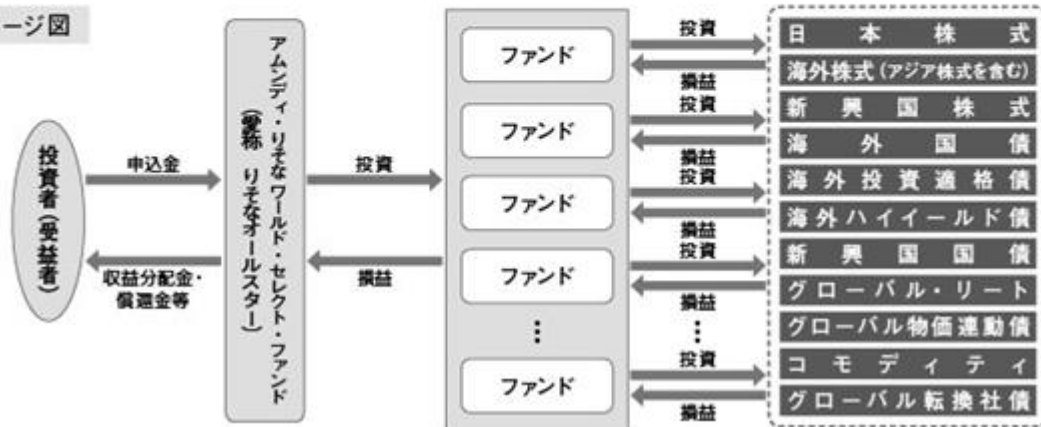 ージ図
投資者(受益者)
申込金
収益分配金・
償還金等
アムンディ・りそなワールド・セレクト・ファンド
(愛称 りそなオールスター)
投資
損益
ファンド
ファンド
ファンド
ファンド
⋮
ファンド
投資
損益
投資
損益
投資
損益
投資
損益
⋮
投資
損益
日本株式
海外株式(アジア株式を含む)
新興国株式
海外国債
海外投資適格債
海外ハイイールド債
新興国国債
グローバル・リート
グローバル物価連動債
コモディティ
グローバル転換社債